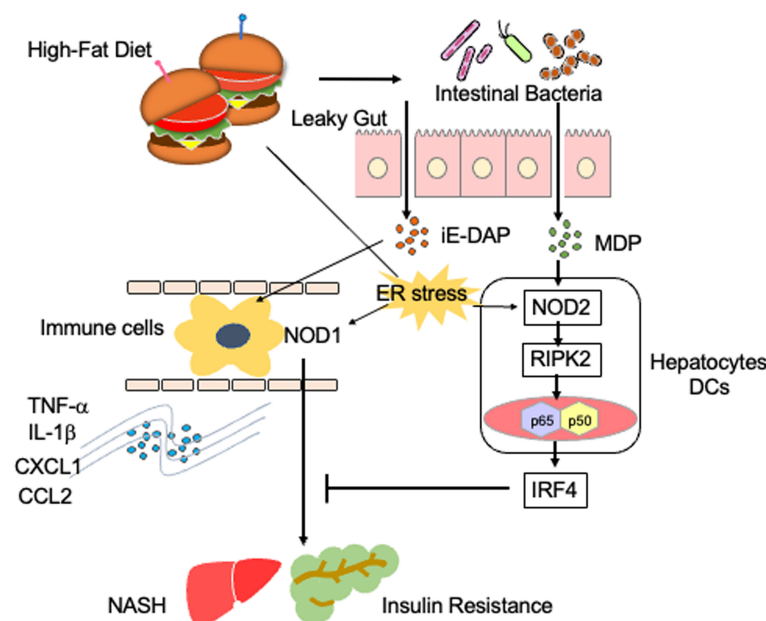 High-Fat Diet
Intestinal Bacteria
Leaky Gut
iE-DAP
MDP
ER stress
Immune cells
NOD1
NOD2
RIPK2
Hepatocytes
DCs
p65
p50
TNF-α
IL-1β
CXCL1
CCL2
IRF4
NASH
Insulin Resistance